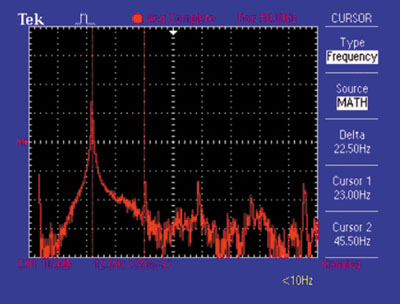 Tek
Acq Complete
CURSOR
Type
Frequency
Source
MATH
Delta
22.50Hz
Cursor 1
23.00Hz
Cursor 2
45.50Hz
<10Hz